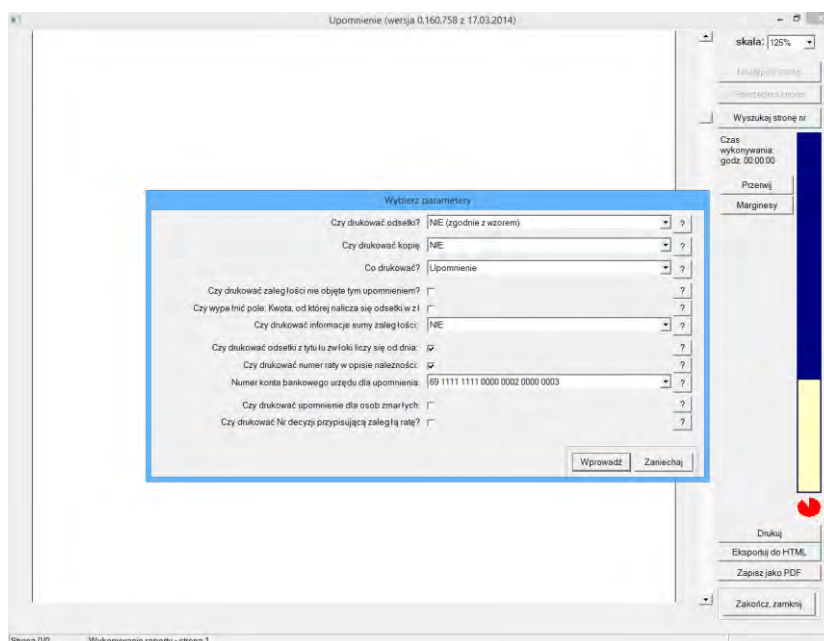 Upomnienie (wersja 0.160.758 z 17.03.2014)
skala: 125%
Następna strona
Poprzednia strona
Wyszukaj stronę nr
Czas
wykonywania:
godz. 00:00:00
Przerwij
Marginesy
Wybierz parametery
Czy drukować odsetki? NIE (zgodnie z wzorem) ?
Czy drukować kopię NIE ?
Co drukować? Upomnienie ?
Czy drukować zaległości nie objęte tym upomnieniem? ?
Czy wypełnić pole: Kwota, od której nalicza się odsetki w zł ?
Czy drukować informacje sumy zaległości: NIE ?
Czy drukować odsetki z tytułu zwłoki liczy się od dnia: ?
Czy drukować numer raty w opisie należności: ?
Numer konta bankowego urzędu dla upomnienia: 69 1111 1111 0000 0002 0000 0003 ?
Czy drukować upomnienie dla osob zmarłych: ?
Czy drukować Nr decyzji przypisującą zaległą ratę? ?
Wprowadź Zaniechaj
Drukuj
Eksportuj do HTML
Zapisz jako PDF
Zakończ, zamknij
Strona 0/0 Wykonywanie raportu - strona 1